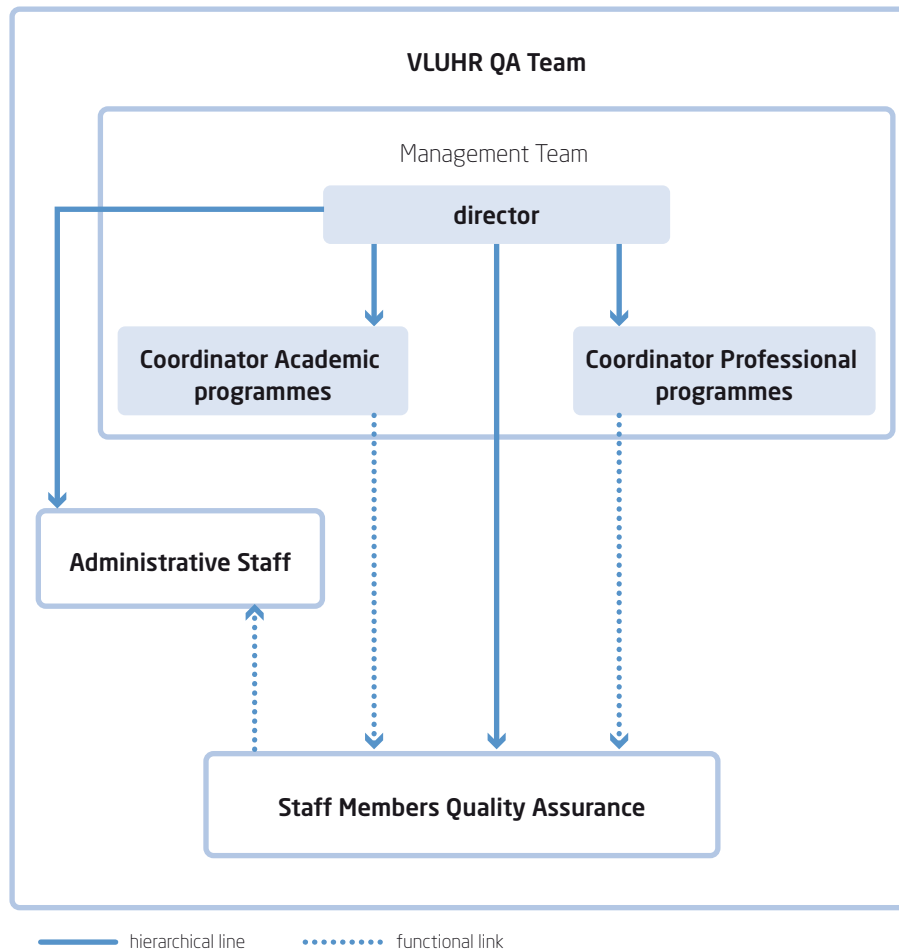 VLUHR QA Team
Management Team
director
Coordinator Academic
programmes
Coordinator Professional
programmes
Administrative Staff
Staff Members Quality Assurance
hierarchical line
functional link